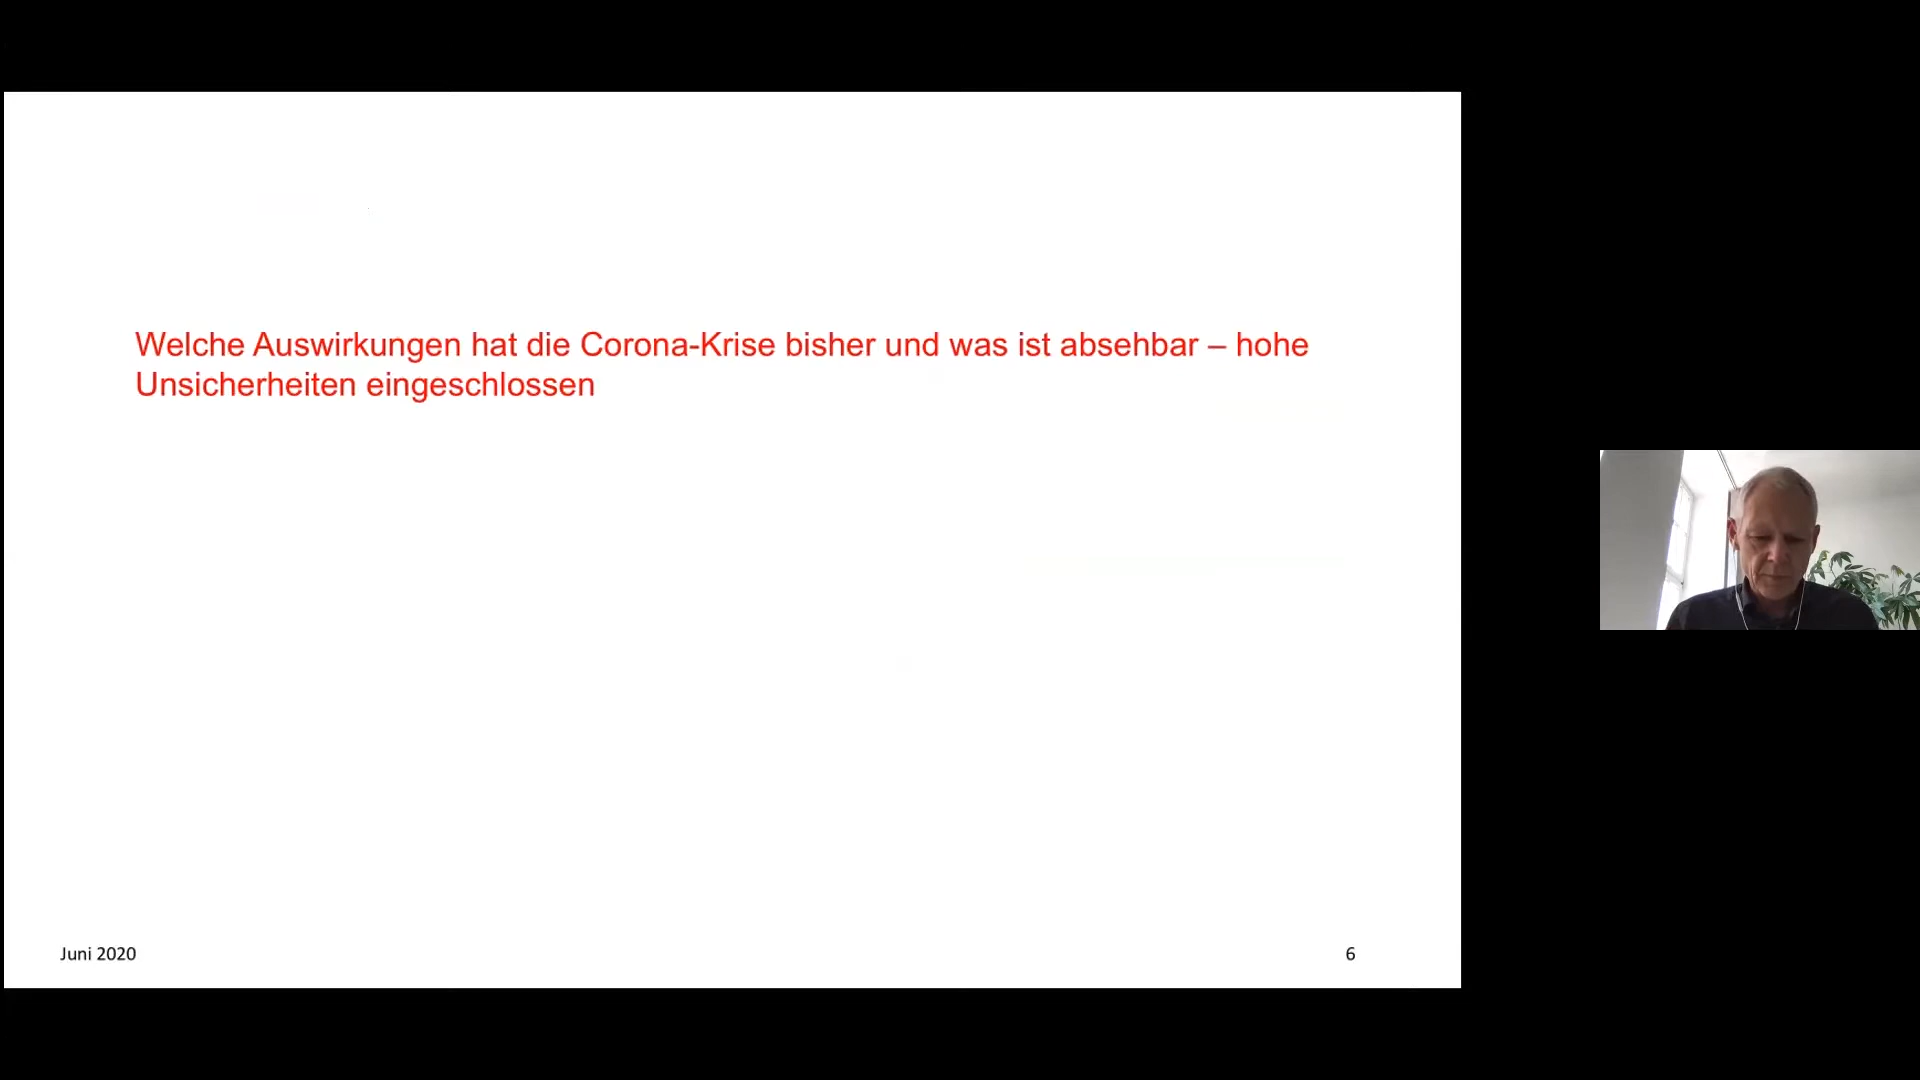 Welche Auswirkungen hat die Corona-Krise bisher und was ist absehbar – hohe
Unsicherheiten eingeschlossen
Juni 2020
6